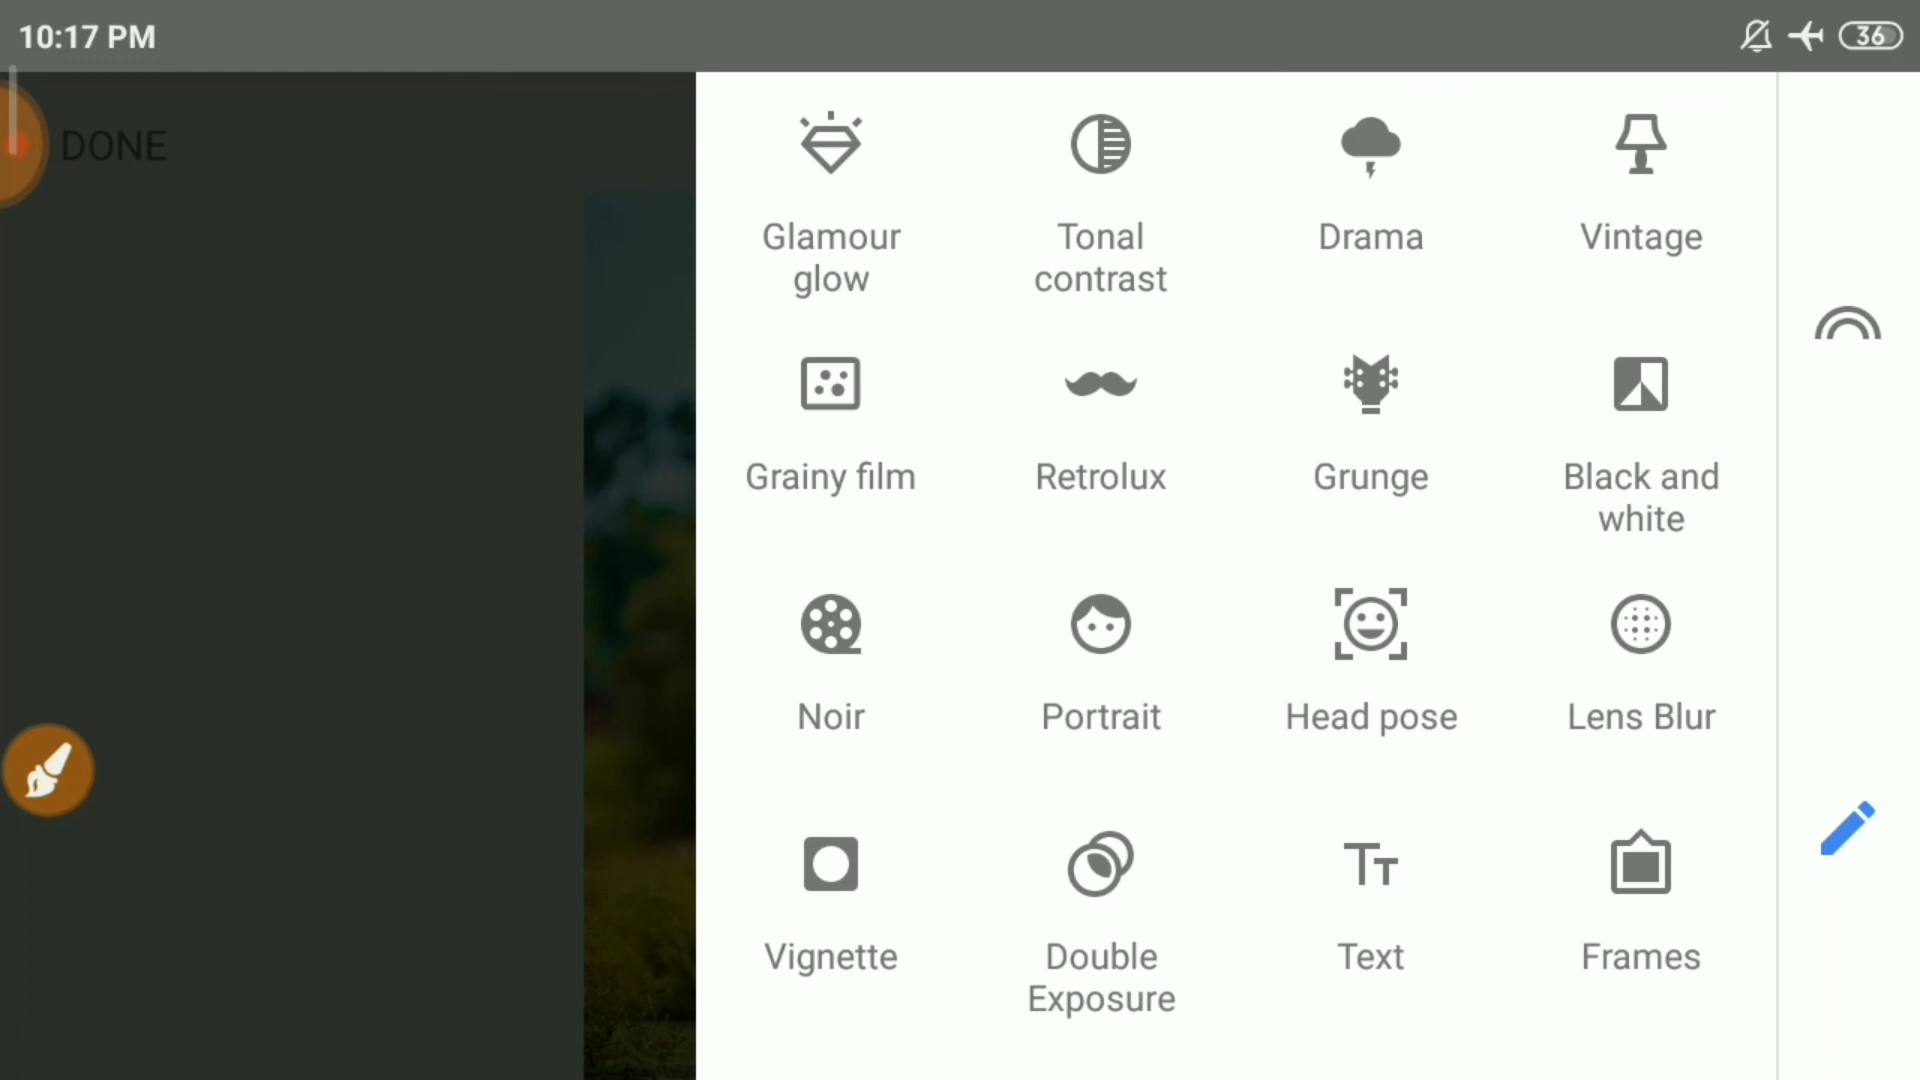 10:17 PM
36
DONE
Glamour
glow
Tonal
contrast
Drama
Vintage
Grainy film
Retrolux
Grunge
Black and
white
Noir
Portrait
Head pose
Lens Blur
Vignette
Double
Exposure
Text
Frames